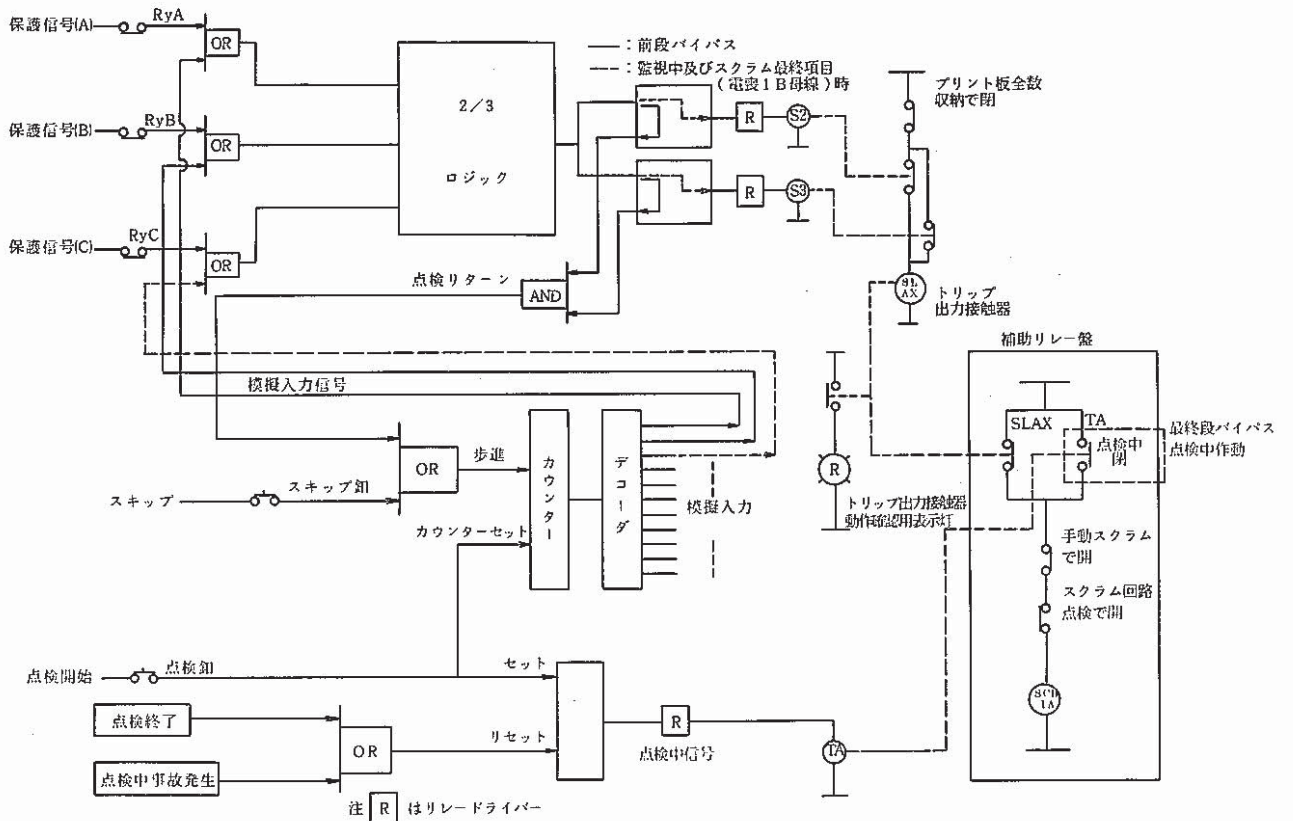 保護信号(A)
RyA
OR
保護信号(B)
RyB
OR
保護信号(C)
RyC
OR
2/3
ロジック
――：前段バイパス
---：監視中及びスクラム最終項目
(電喪1B母線)時
R
S2
R
S3
プリント板全数
収納で閉
SL
AX
トリップ
出力接触器
点検リターン
AND
模擬入力信号
スキップ
スキップ釦
OR
歩進
カウンターセット
カウンター
デコーダ
模擬入力
R
トリップ出力接触器
動作確認用表示灯
補助リレー盤
SLAX
TA
点検中
閉
最終段バイパス
点検中作動
手動スクラム
で開
スクラム回路
点検で開
SCD
1A
点検開始
点検釦
セット
点検終了
点検中事故発生
OR
リセット
R
点検中信号
TA
注 R はリレードライバー